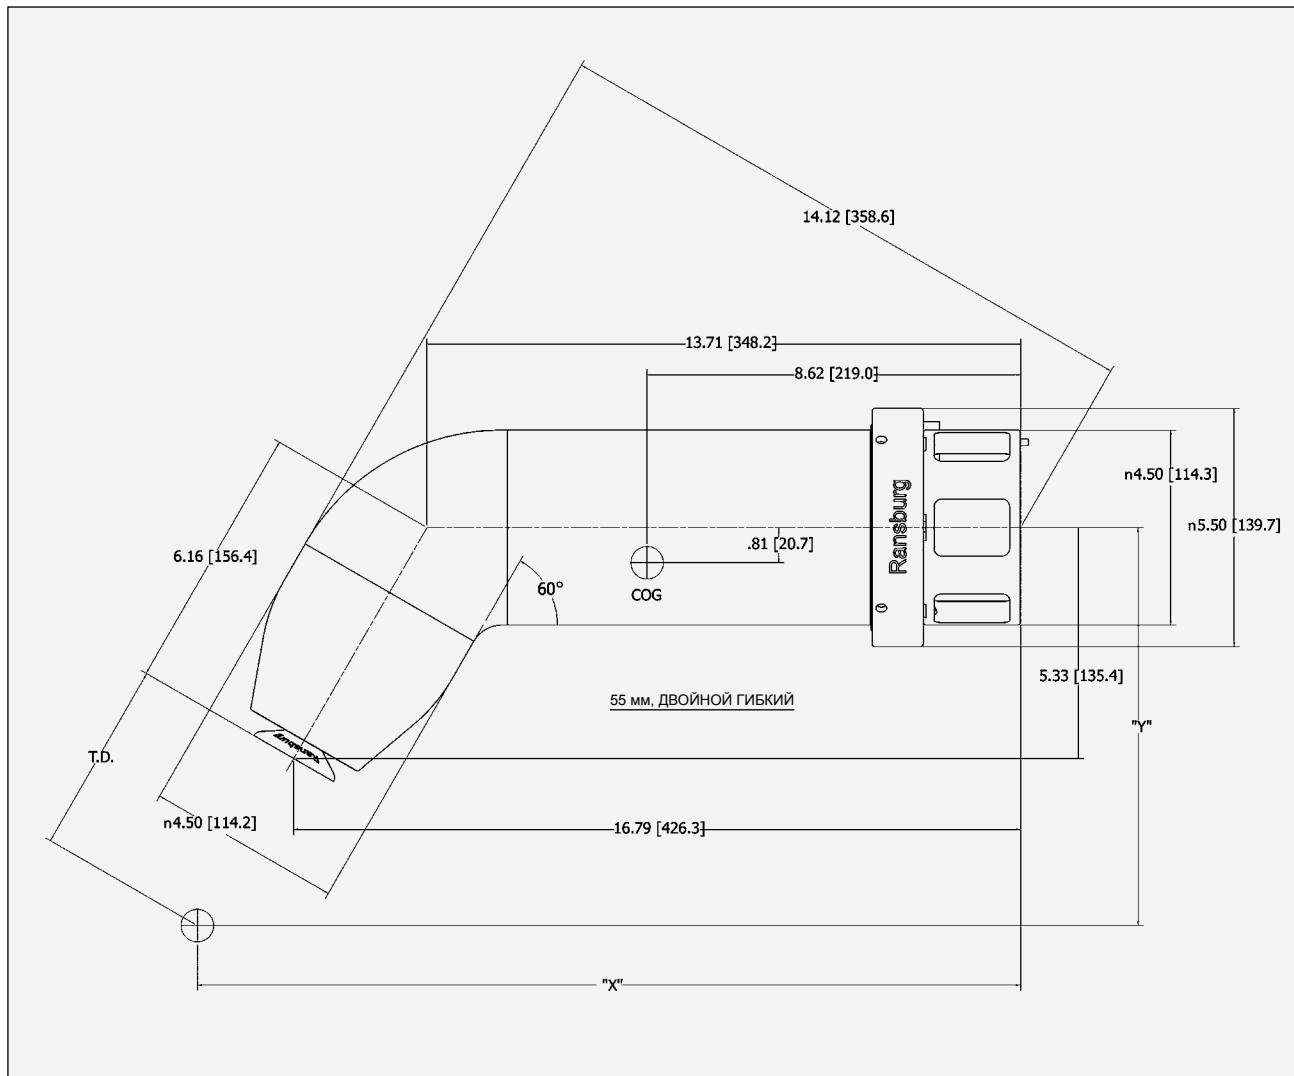 14.12 [358.6]
13.71 [348.2]
8.62 [219.0]
n4.50 [114.3]
n5.50 [139.7]
Ransburg
.81 [20.7]
6.16 [156.4]
60°
COG
5.33 [135.4]
55 мм, ДВОЙНОЙ ГИБКИЙ
"Y"
Ransburg
T.D.
n4.50 [114.2]
16.79 [426.3]
"X"